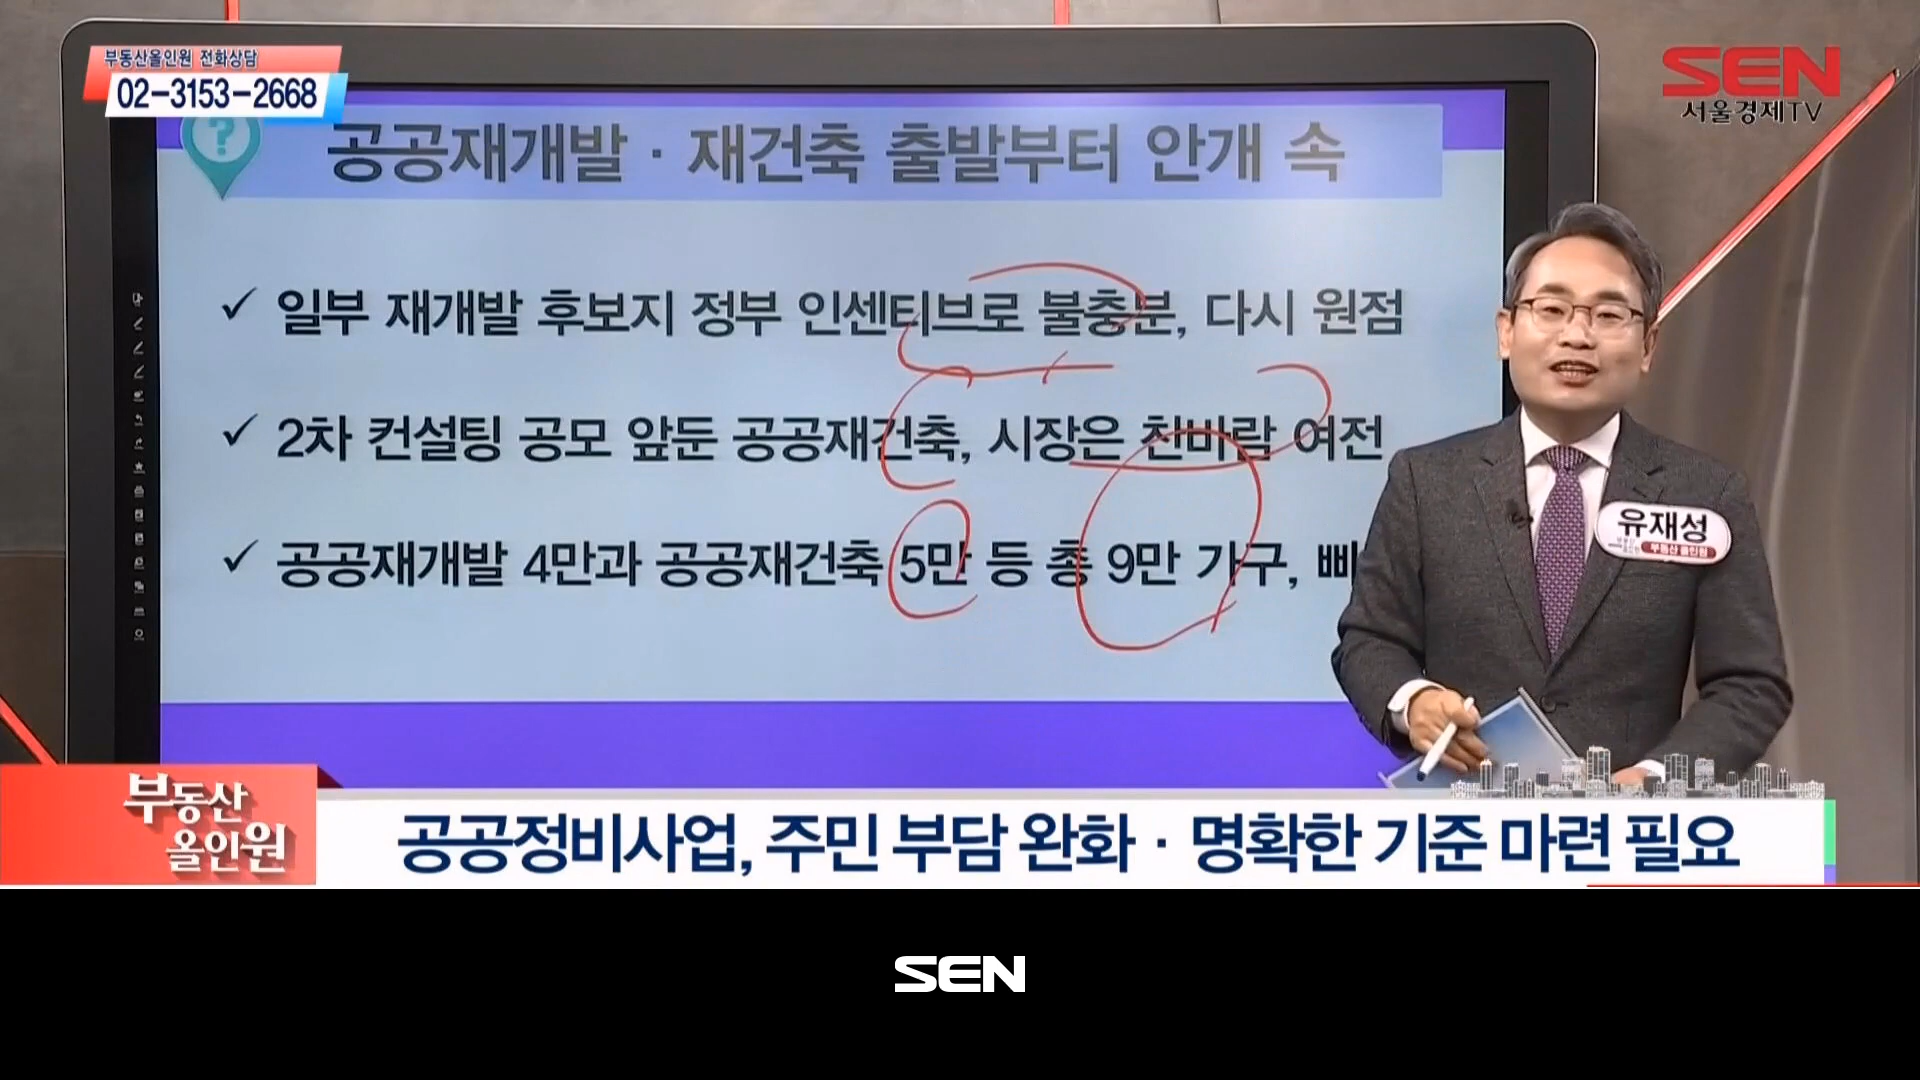 부동산올인원 전화상담
02-3153-2668
SEN
서울경제TV
공공재개발 · 재건축 출발부터 안개 속
일부 재개발 후보지 정부 인센티브로 불충분, 다시 원점
2차 컨설팅 공모 앞둔 공공재건축, 시장은 찬바람 여전
공공재개발 4만과 공공재건축 5만 등 총 9만 가구, 삐
유재성
부동산 올인원
부동산
올인원
공공정비사업, 주민 부담 완화 · 명확한 기준 마련 필요
SEN